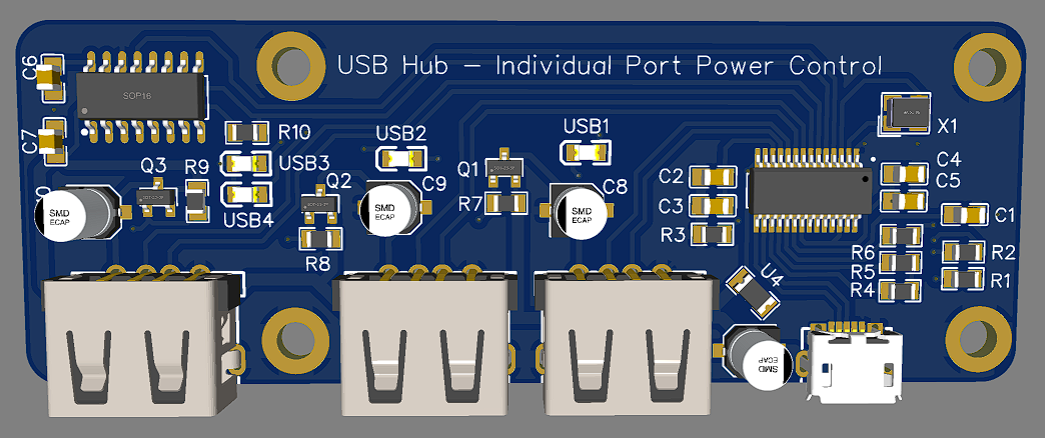 USB Hub - Individual Port Power Control
C6
SOP16
C7
R10
USB2
USB1
X1
Q3
R9
USB3
Q2
C9
Q1
C2
C4
C5
USB4
R7
C8
C3
C1
SMD
ECAP
SMD
ECAP
SMD
ECAP
R3
R8
R6
R5
R4
R2
R1
U4
SMD
ECAP